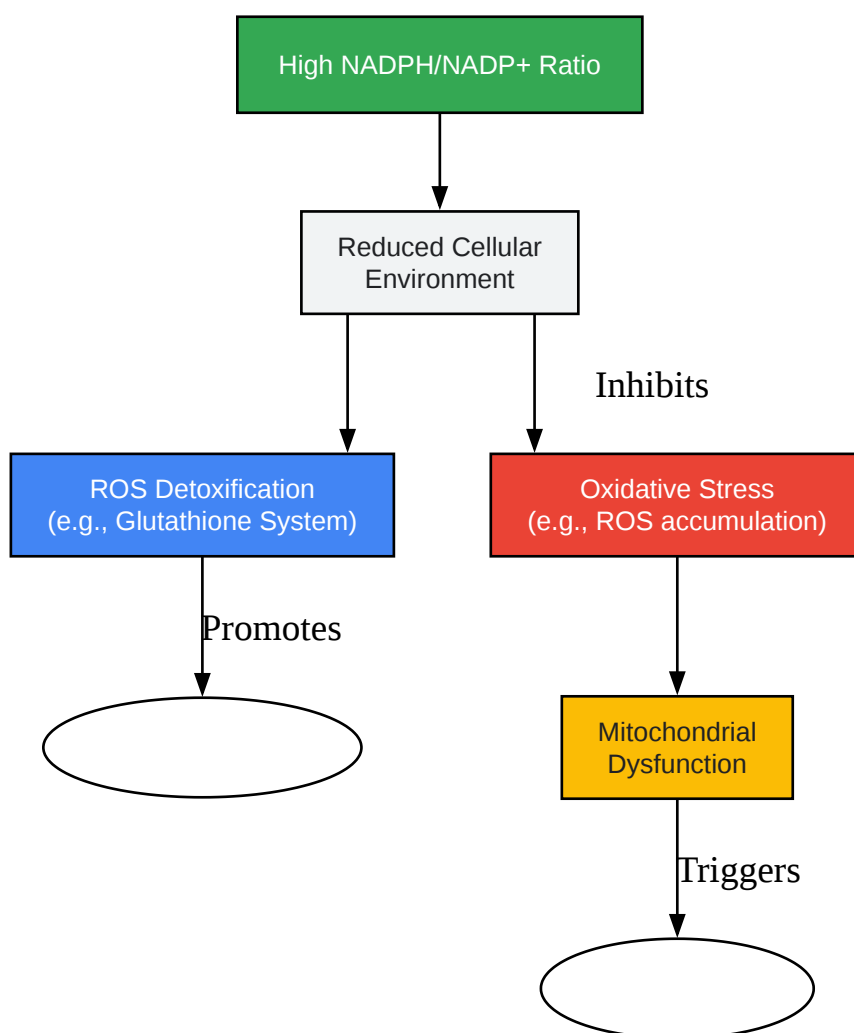 High NADPH/NADP+ Ratio
Reduced Cellular
Environment
Inhibits
ROS Detoxification
(e.g., Glutathione System)
Oxidative Stress
(e.g., ROS accumulation)
Promotes
Mitochondrial
Dysfunction
Triggers